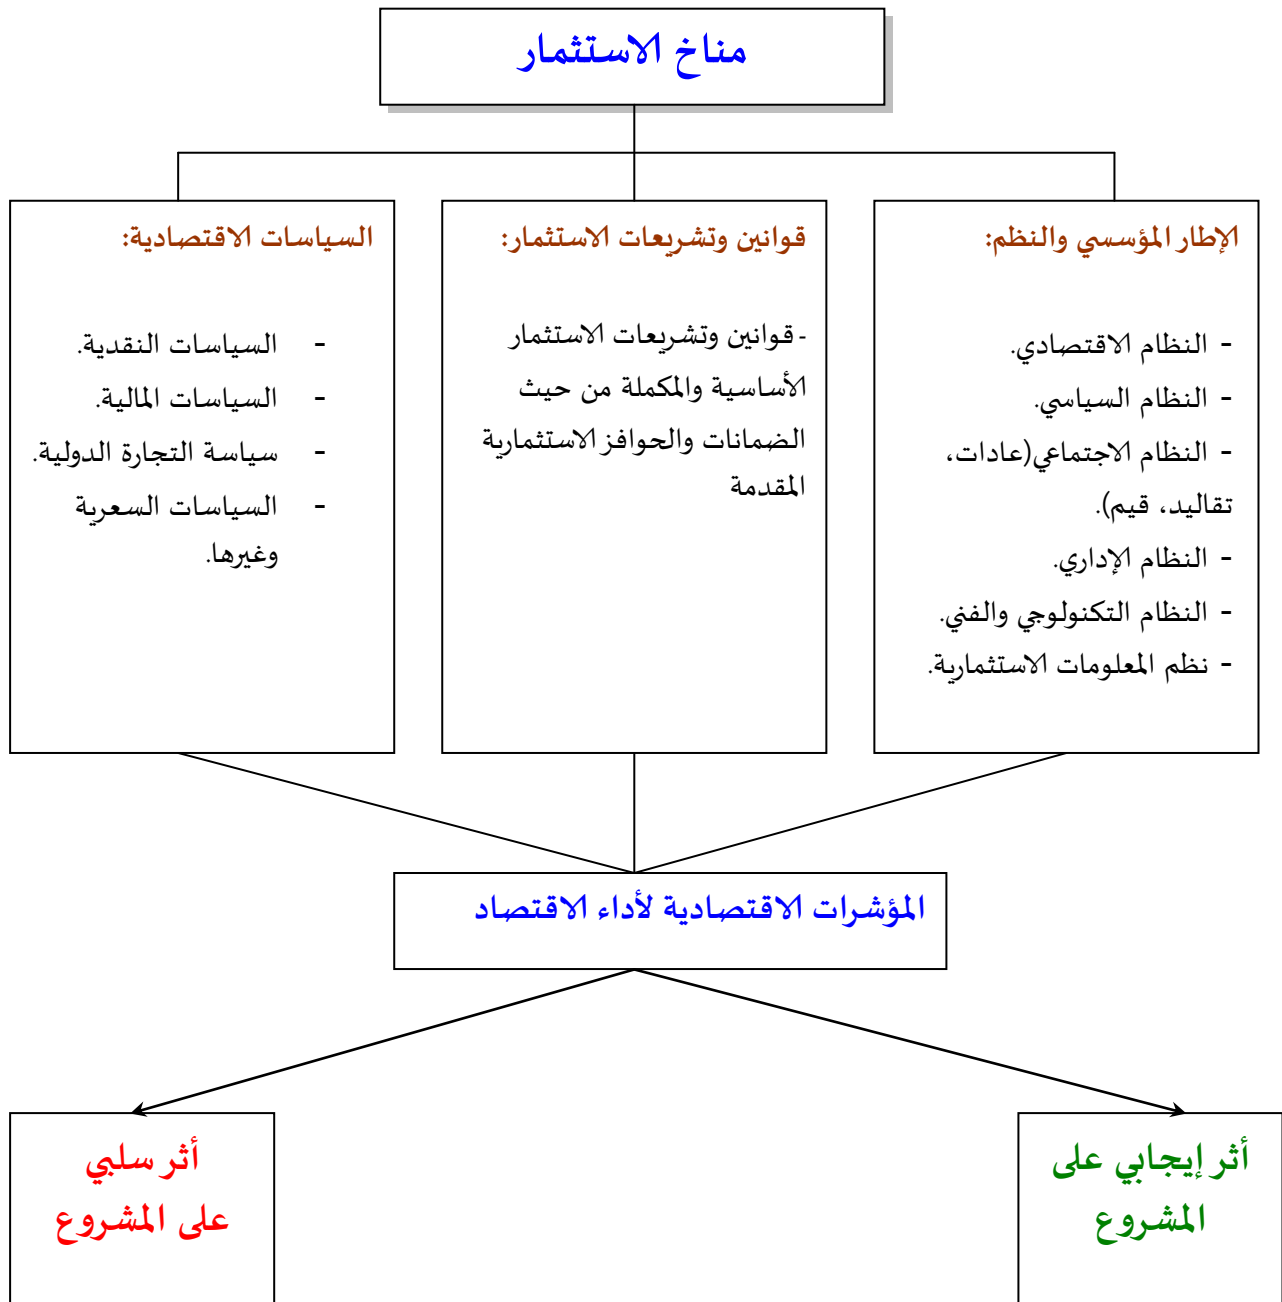 مناخ الاستثمار
الإطار المؤسسي والنظم:
- النظام الاقتصادي.
- النظام السياسي.
- النظام الاجتماعي(عادات،
تقاليد، قيم).
- النظام الإداري.
- النظام التكنولوجي والفني.
- نظم المعلومات الاستثمارية.
قوانين وتشريعات الاستثمار:
- قوانين وتشريعات الاستثمار
الأساسية والمكملة من حيث
الضمانات والحوافز الاستثمارية
المقدمة
السياسات الاقتصادية:
- السياسات النقدية.
- السياسات المالية.
- سياسة التجارة الدولية.
- السياسات السعرية
وغيرها.
المؤشرات الاقتصادية لأداء الاقتصاد
أثر إيجابي على
المشروع
أثر سلبي
على المشروع